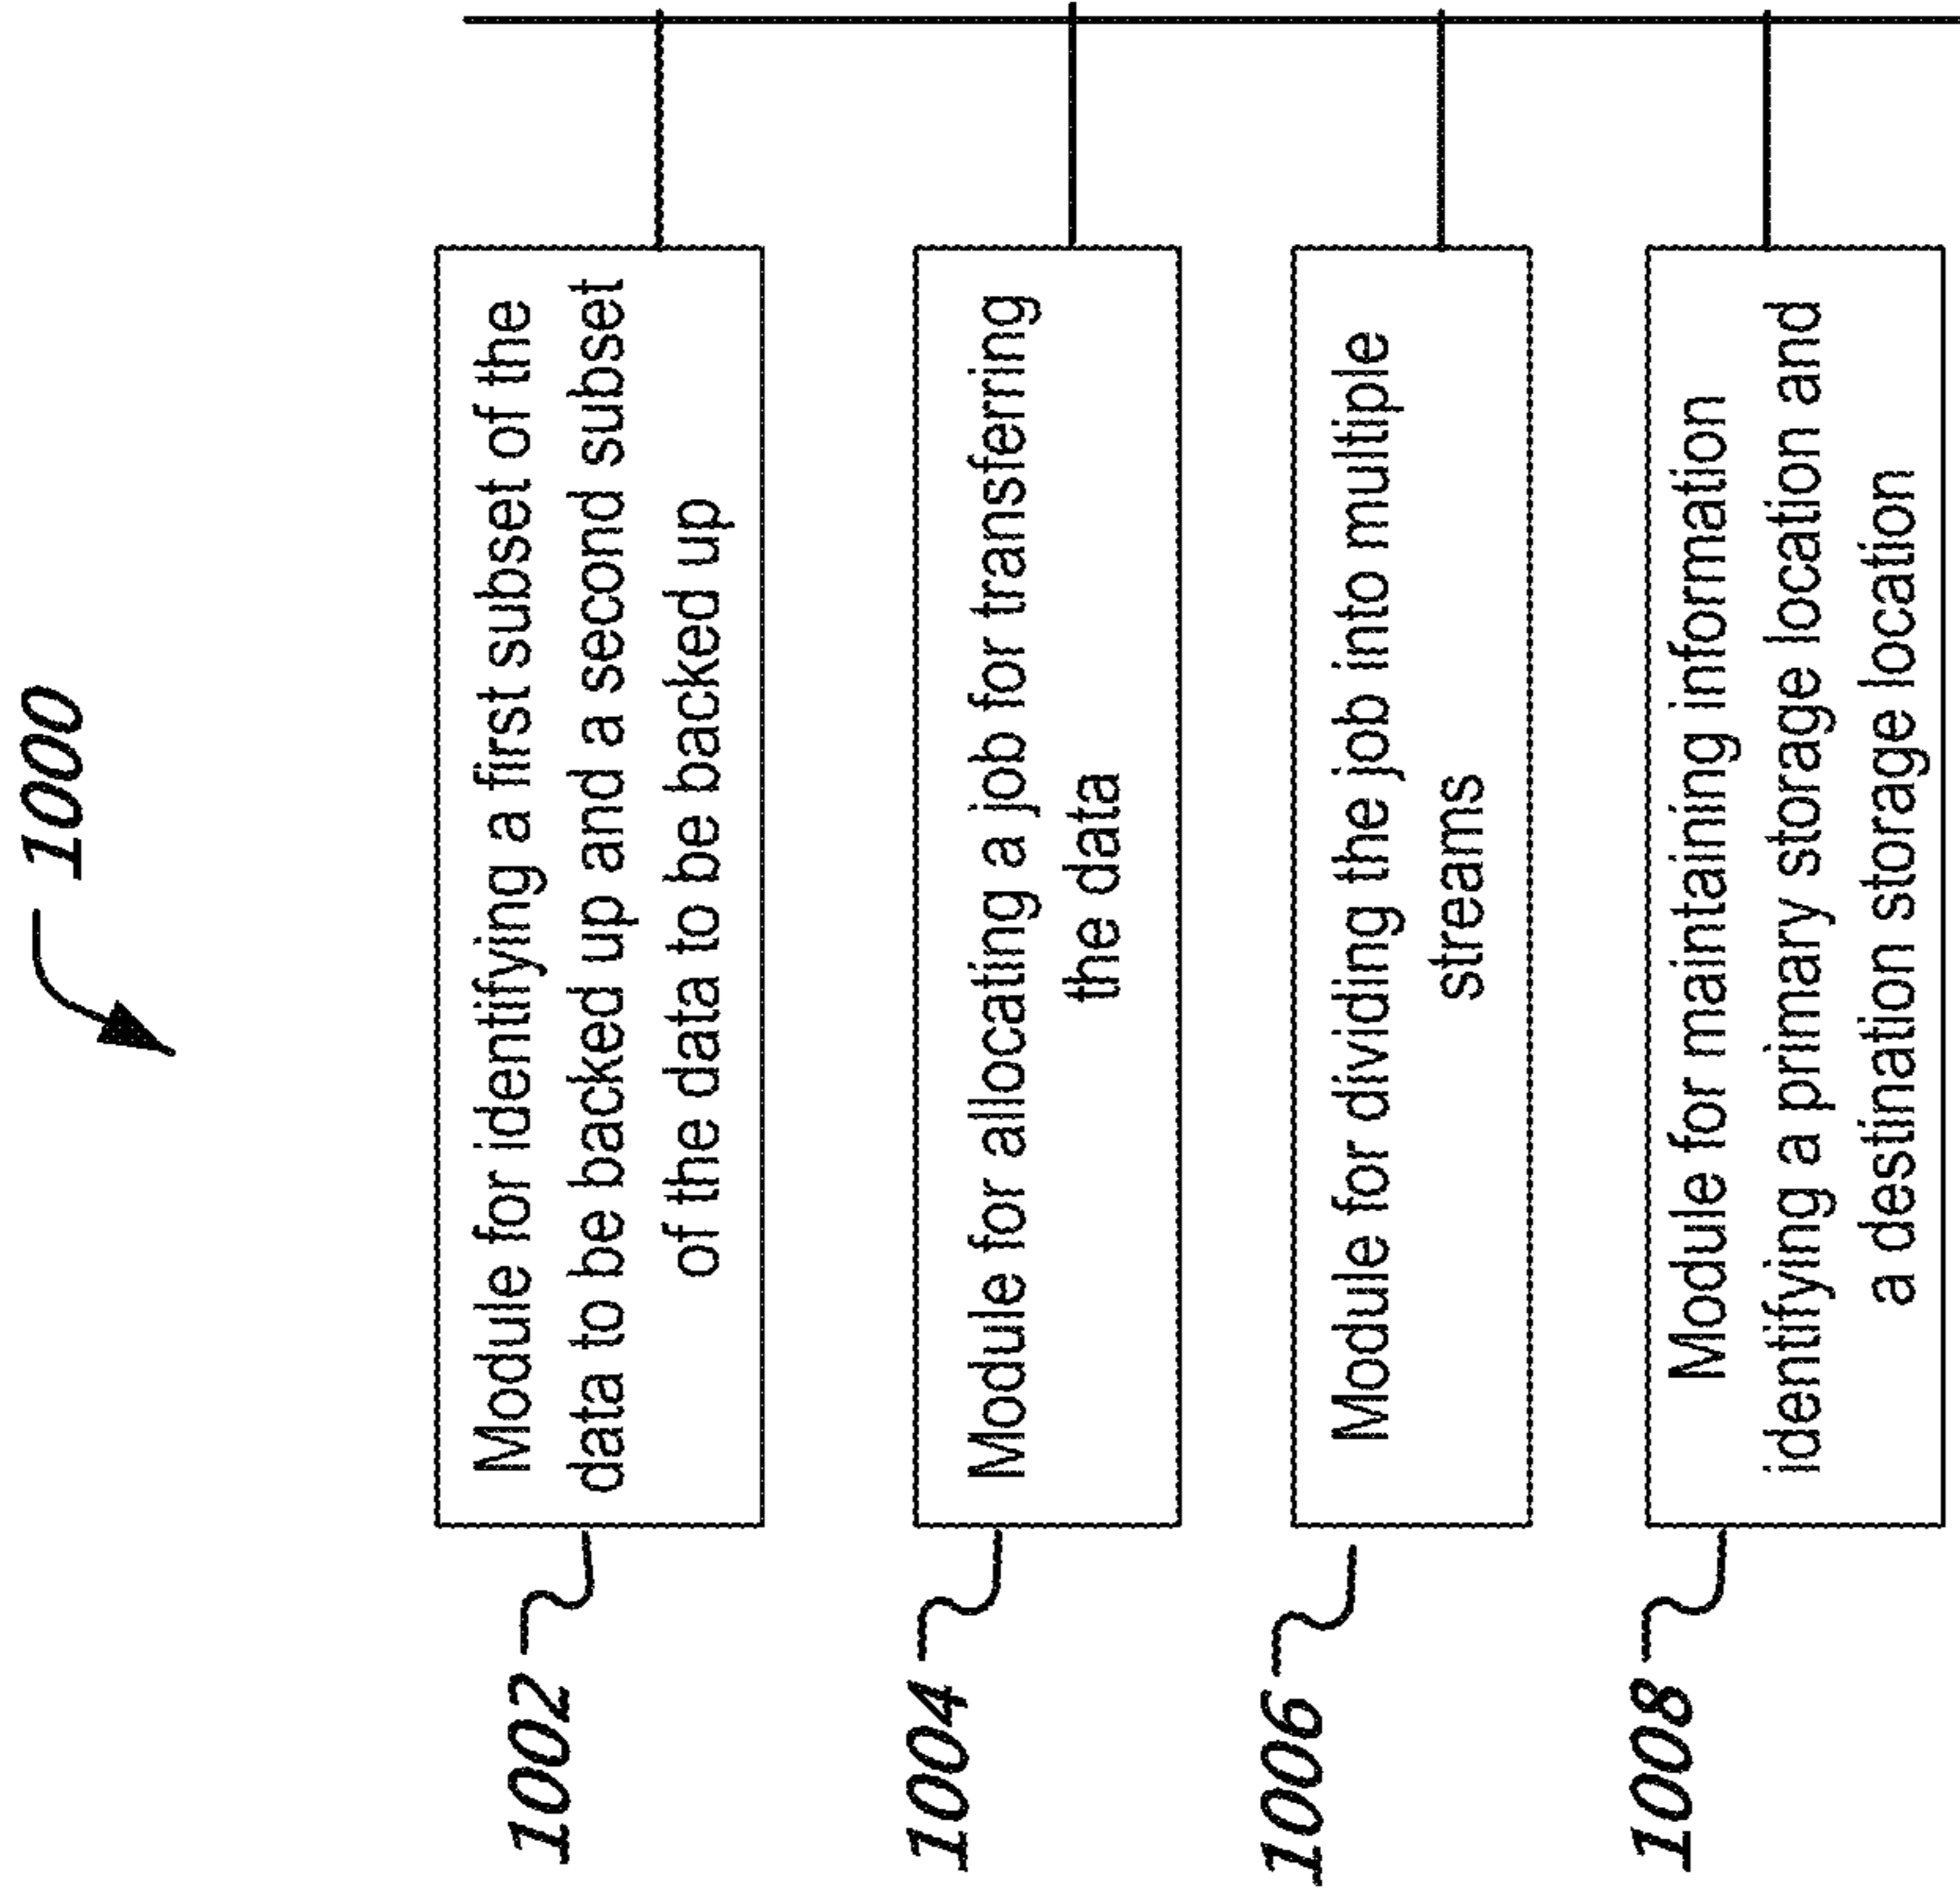 1000
1002
Module for identifying a first subset of the
data to be backed up and a second subset
of the data to be backed up
1004
Module for allocating a job for transferring
the data
1006
Module for dividing the job into multiple
streams
1008
Module for maintaining information
identifying a primary storage location and
a destination storage location